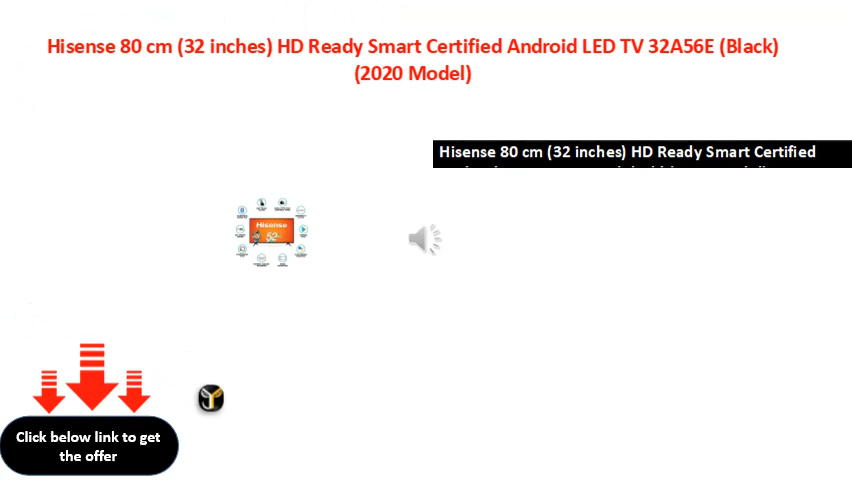 Hisense 80 cm (32 inches) HD Ready Smart Certified Android LED TV 32A56E (Black)
(2020 Model)
Hisense 80 cm (32 inches) HD Ready Smart Certified
Hisense
Click below link to get
the offer